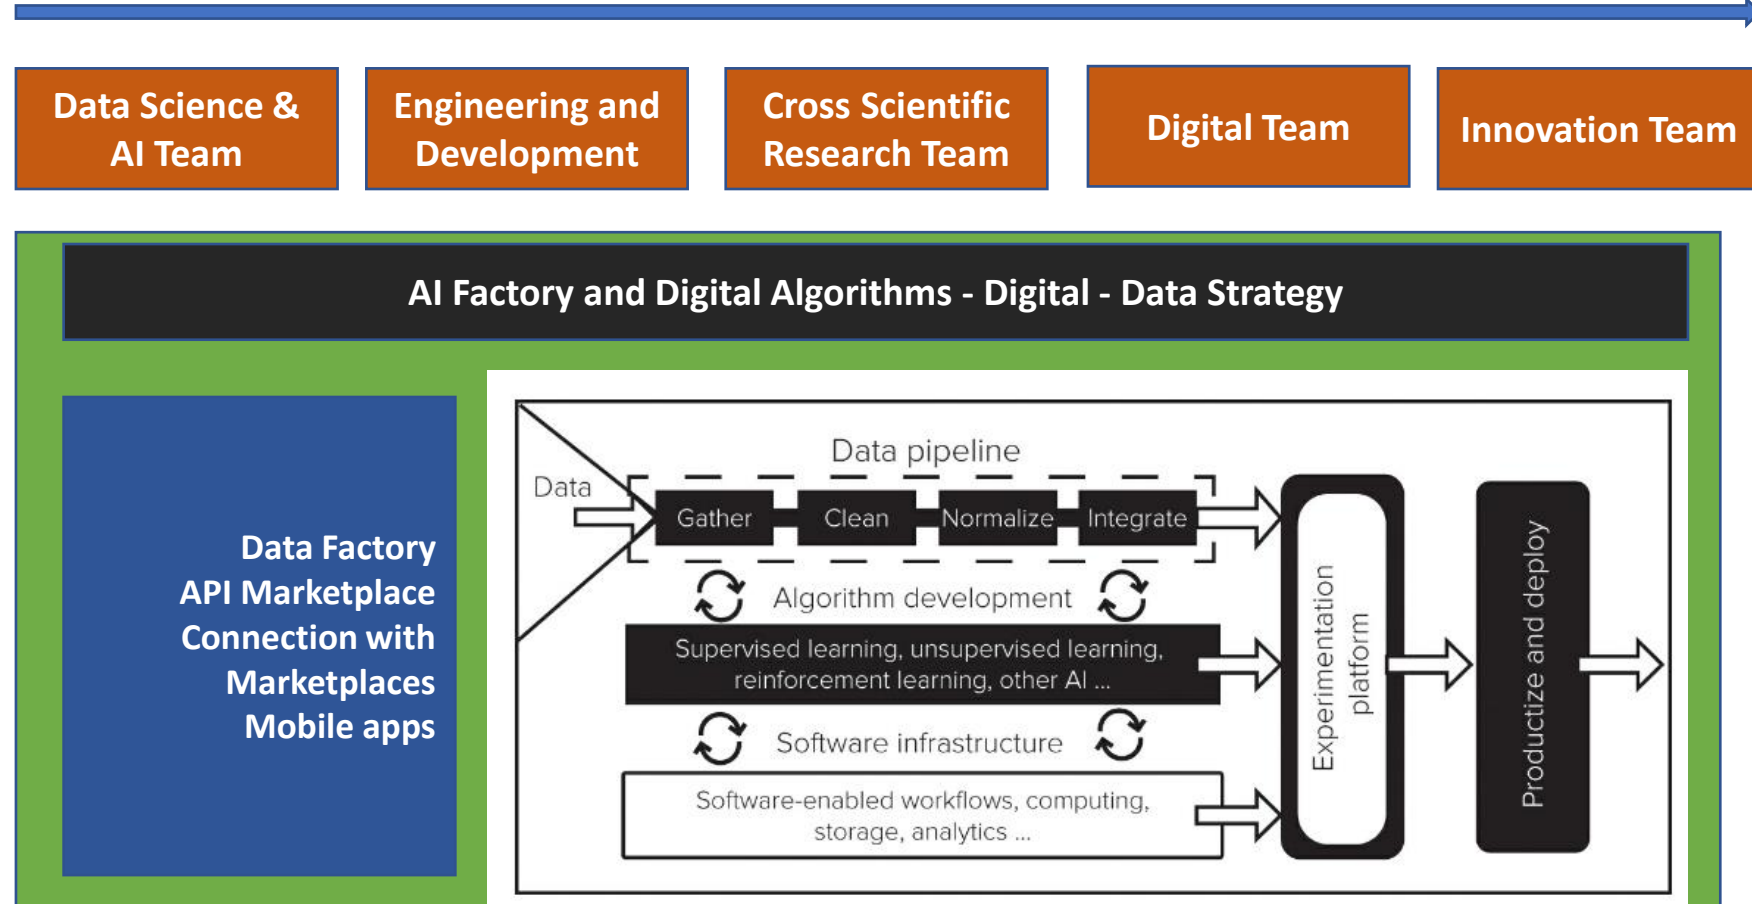 Data Science &
AI Team
Engineering and
Development
Cross Scientific
Research Team
Digital Team
Innovation Team
AI Factory and Digital Algorithms - Digital - Data Strategy
Data Factory
API Marketplace
Connection with
Marketplaces
Mobile apps
Data pipeline
Data
Gather
Clean
Normalize
Integrate
Algorithm development
Supervised learning, unsupervised learning,
reinforcement learning, other AI ...
Software infrastructure
Software-enabled workflows, computing,
storage, analytics ...
Experimentation
platform
Productize and deploy